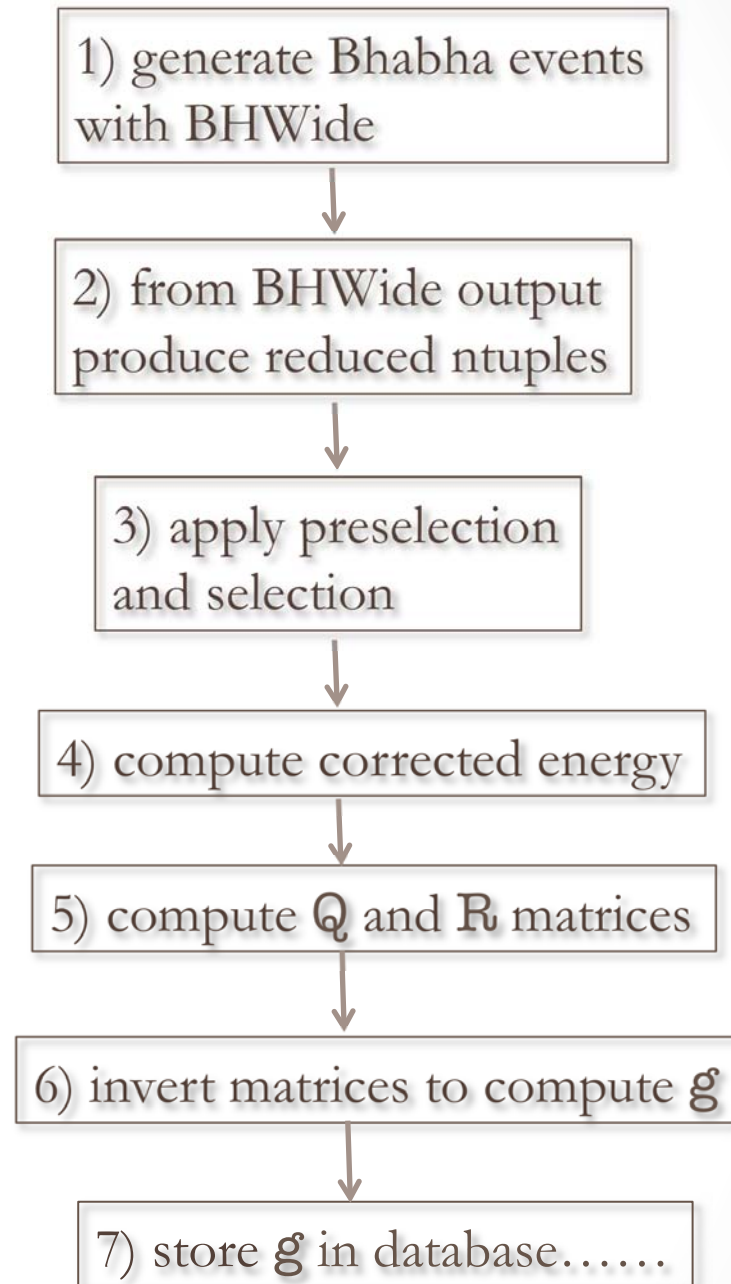 1) generate Bhabha events
with BHWide
2) from BHWide output
produce reduced ntuples
3) apply preselection
and selection
4) compute corrected energy
5) compute Q and R matrices
6) invert matrices to compute g
7) store g in database......